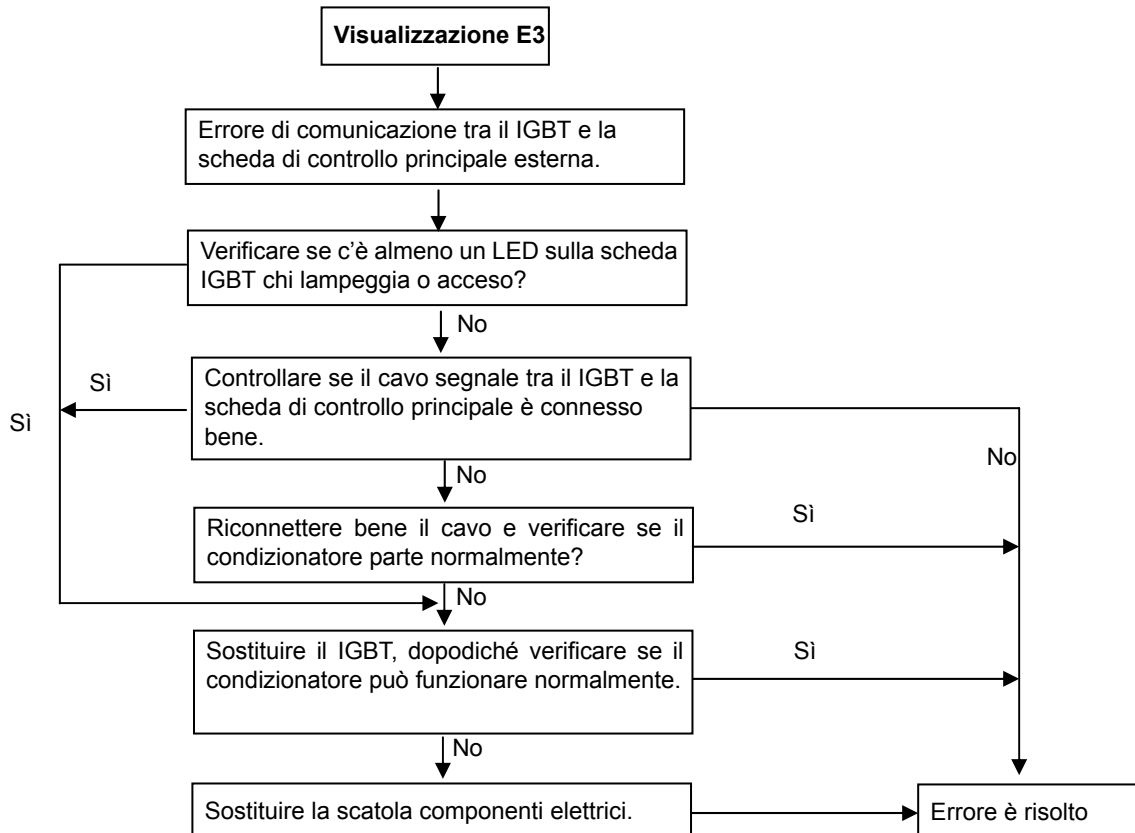 Visualizzazione E3
Errore di comunicazione tra il IGBT e la
scheda di controllo principale esterna.
Verificare se c’è almeno un LED sulla scheda
IGBT chi lampeggia o acceso?
No
Controllare se il cavo segnale tra il IGBT e la
scheda di controllo principale è connesso
bene.
Sì
Sì
No
No
Riconnettere bene il cavo e verificare se il
condizionatore parte normalmente?
Sì
No
Sostituire il IGBT, dopodiché verificare se il
condizionatore può funzionare normalmente.
Sì
No
Sostituire la scatola componenti elettrici.
Errore è risolto